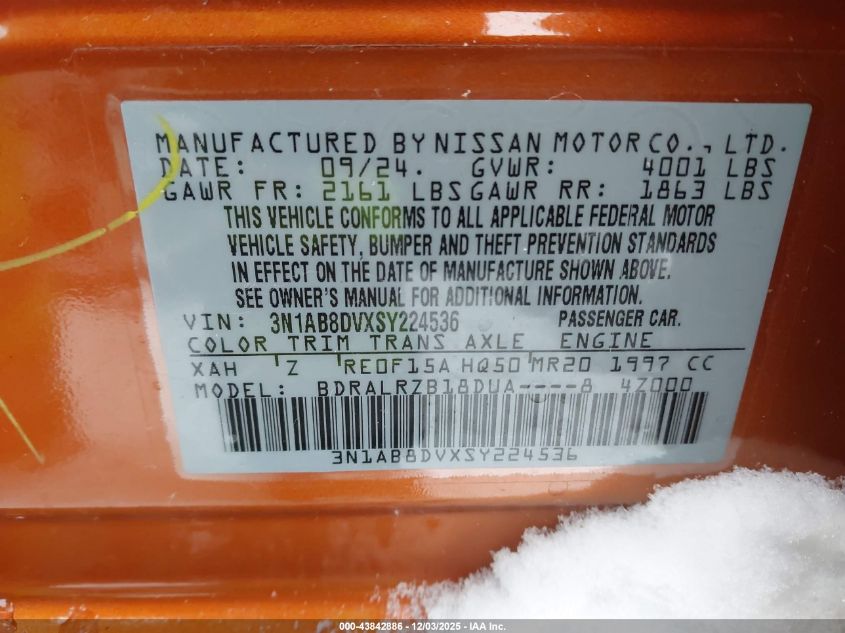 MANUFACTURED BY NISSAN MOTOR CO., LTD.
DATE: 09/24. GVWR: 4001 LBS
GAWR FR: 2161 LBS GAWR RR: 1863 LBS
THIS VEHICLE CONFORMS TO ALL APPLICABLE FEDERAL MOTOR
VEHICLE SAFETY, BUMPER AND THEFT PREVENTION STANDARDS
IN EFFECT ON THE DATE OF MANUFACTURE SHOWN ABOVE.
SEE OWNER'S MANUAL FOR ADDITIONAL INFORMATION
VIN: 3N1AB8DVXSY224536 PASSENGER CAR.
COLOR TRIM TRANS AXLE ENGINE
XAH Z RE0F15A HQ50 MR20 1997 CC
MODEL: BDRALRZB18DUA----8 4Z000
3N1AB8DVXSY224536
000-43842886 - 12/03/2025 - IAA Inc.